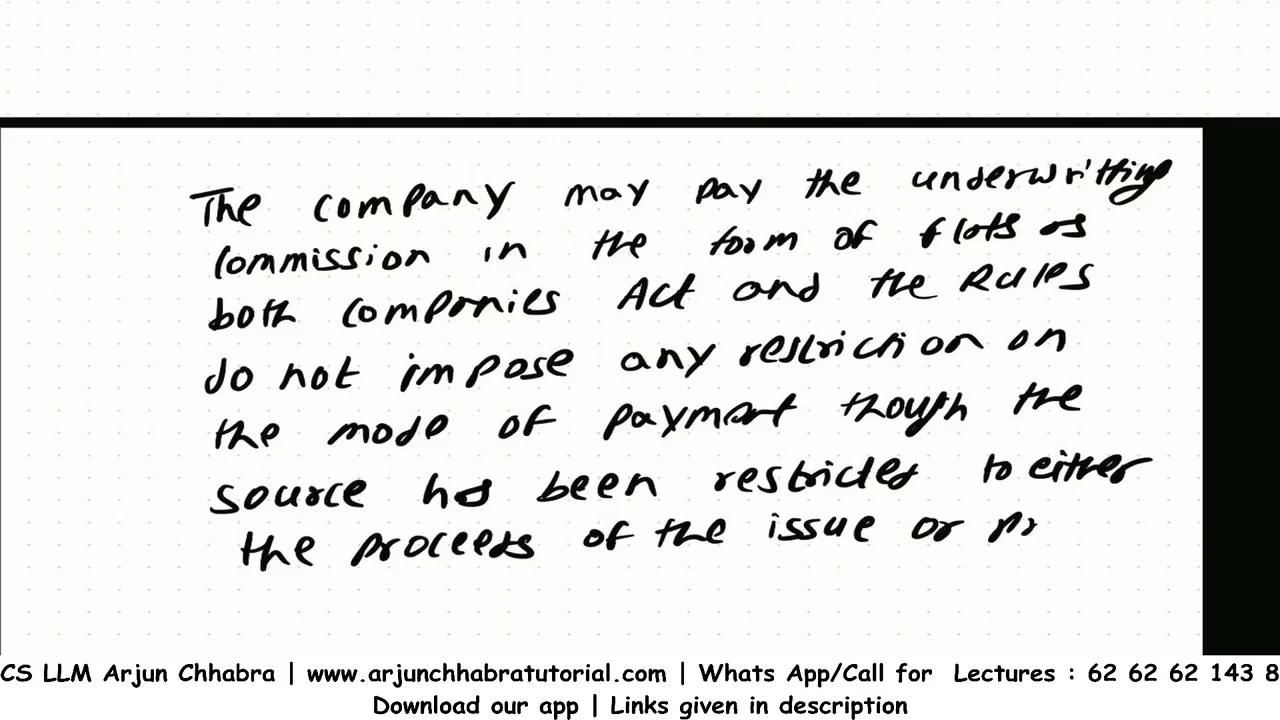 The company may pay the underwritting
commission in the form of flats as
both companies Act and the Rules
do not impose any restriction on
the mode of payment though the
source has been restricted to either
the proceeds of the issue or pr
CS LLM Arjun Chhabra | www.arjunchhabratutorial.com | Whats App/Call for Lectures : 62 62 62 143 8
Download our app | Links given in description